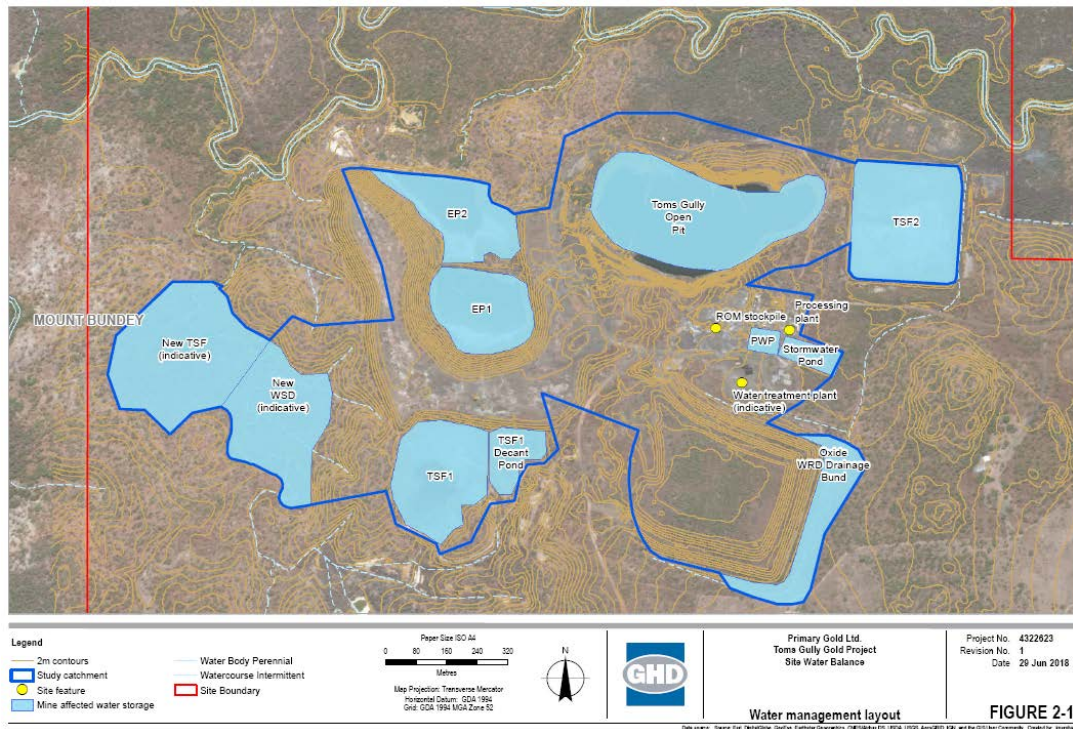 EP2
Toms Gully
Open
Pit
TSF2
EP1
MOUNT BUNDEY
New TSF
(indicative)
New
WSD
(indicative)
ROM stockpile
Processing
plant
PWP
Stormwater
Pond
Water treatment plant
(indicative)
TSF1
TSF1
Decant
Pond
Oxide
WRD Drainage
Bund
Legend
2m contours
Study catchment
Site feature
Mine affected water storage
Water Body Perennial
Watercourse Intermittent
Site Boundary
Paper Size ISO A4
0 80 160 240 320
Metres
Map Projection: Transverse Mercator
Horizontal Datum: GDA 1994
Grid: GDA 1994 MGA Zone 52
N
GHD
Primary Gold Ltd.
Toms Gully Gold Project
Site Water Balance
Water management layout
Project No. 4322623
Revision No. 1
Date 29 Jun 2018
FIGURE 2-1